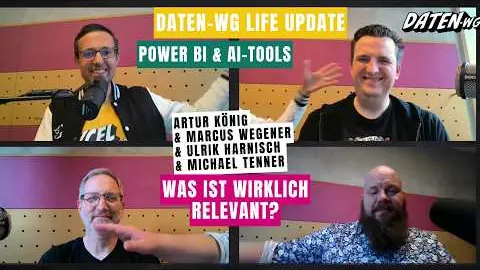 DATEN-WG LIFE UPDATE
DATEN-WG
POWER BI & AI-TOOLS
ARTUR KÖNIG
& MARCUS WEGENER
& ULRIK HARNISCH
& MICHAEL TENNER
WAS IST WIRKLICH
RELEVANT?